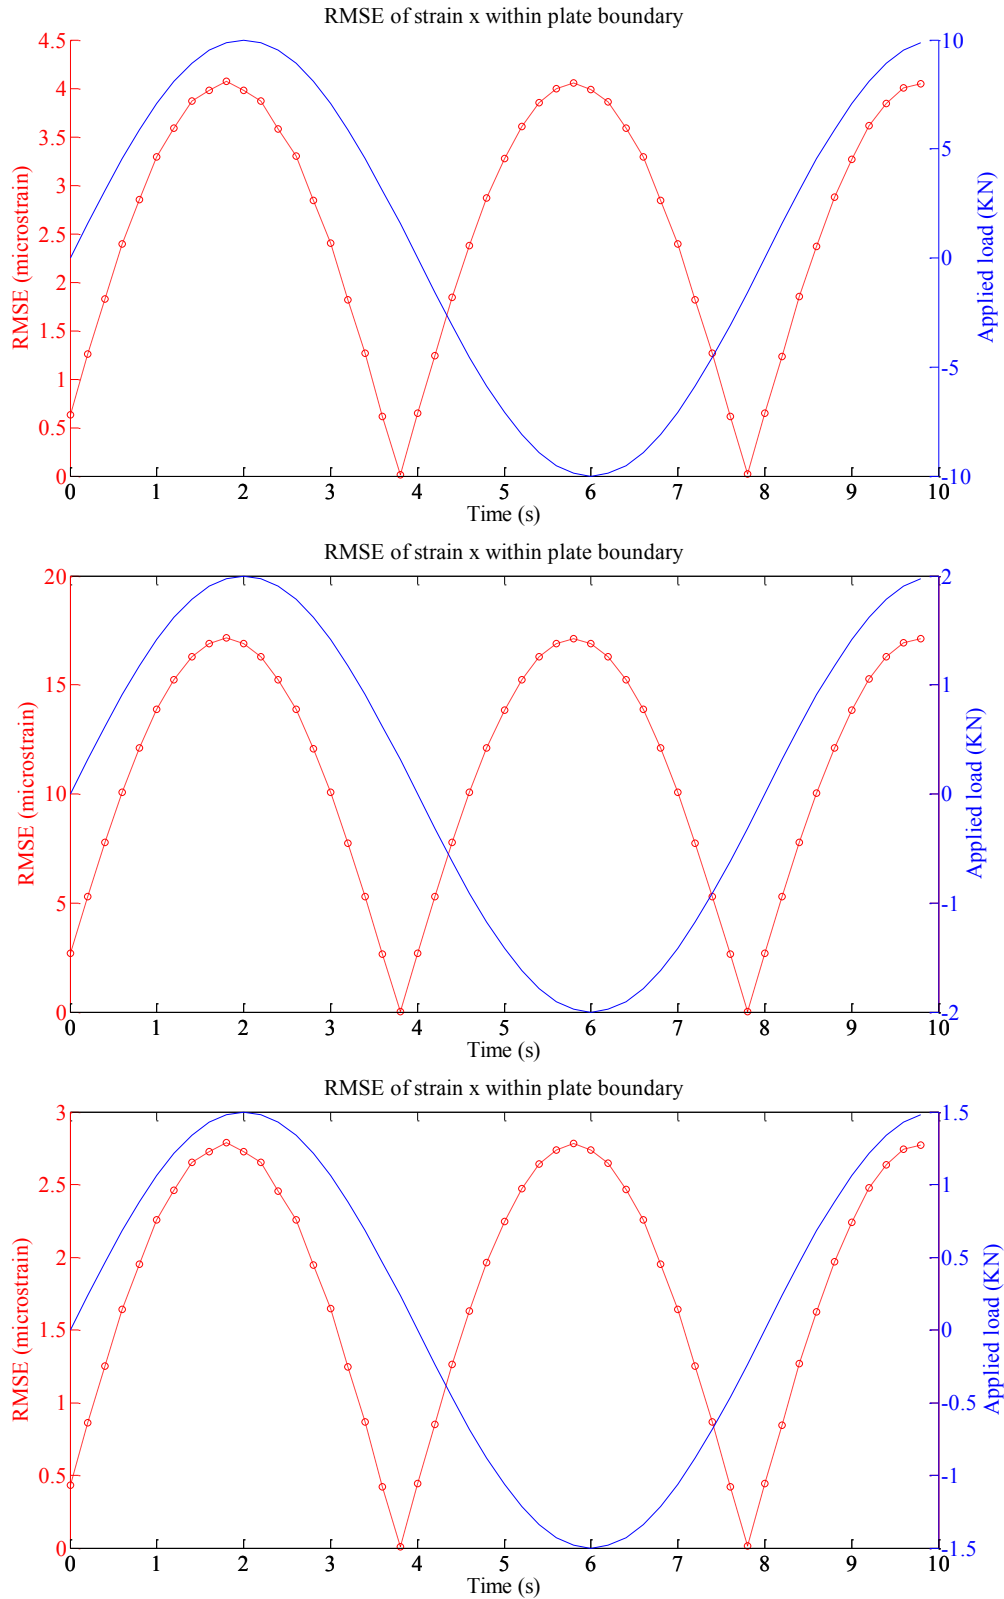 RMSE of strain x within plate boundary
4.5
4
3.5
3
2.5
2
1.5
1
0.5
0
RMSE (microstrain)
10
5
0
-5
-10
Applied load (KN)
0 1 2 3 4 5 6 7 8 9 10
Time (s)
RMSE of strain x within plate boundary
20
15
10
5
0
RMSE (microstrain)
2
1
0
-1
-2
Applied load (KN)
0 1 2 3 4 5 6 7 8 9 10
Time (s)
RMSE of strain x within plate boundary
3
2.5
2
1.5
1
0.5
0
RMSE (microstrain)
1.5
1
0.5
0
-0.5
-1
-1.5
Applied load (KN)
0 1 2 3 4 5 6 7 8 9 10
Time (s)